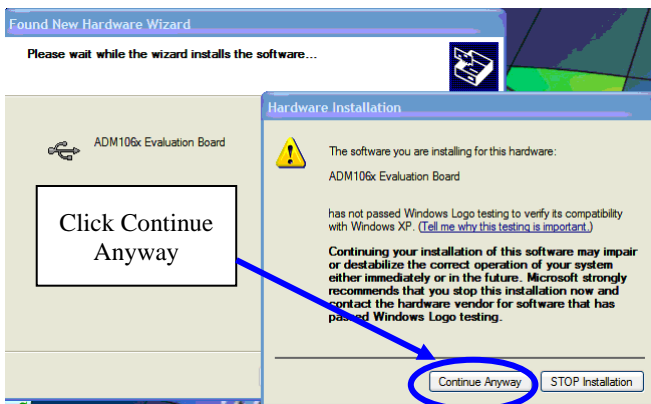 Found New Hardware Wizard
Please wait while the wizard installs the software...
ADM106x Evaluation Board
Click Continue
Anyway
Hardware Installation
The software you are installing for this hardware:
ADM106x Evaluation Board
has not passed Windows Logo testing to verify its compatibility
with Windows XP. (Tell me why this testing is important.)
Continuing your installation of this software may impair
or destabilize the correct operation of your system
either immediately or in the future. Microsoft strongly
recommends that you stop this installation now and
contact the hardware vendor for software that has
passed Windows Logo testing.
Continue Anyway
STOP Installation